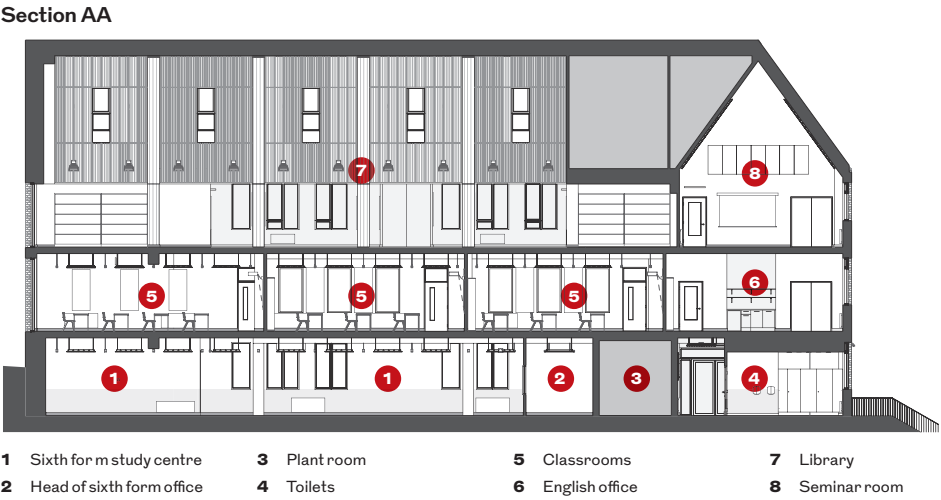 Section AA
7
8
5
5
5
6
1
1
2
3
4
1 Sixth form study centre
2 Head of sixth form office
3 Plant room
4 Toilets
5 Classrooms
6 English office
7 Library
8 Seminar room